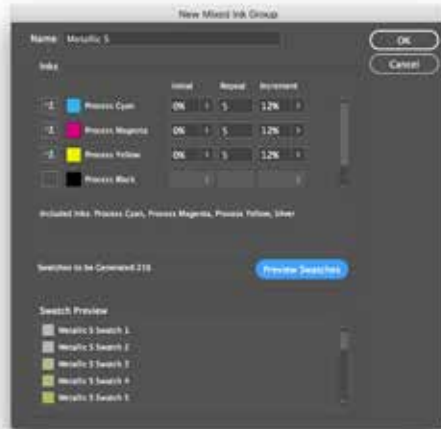 New Mixed Ink Group
Name: Metallic 5
OK
Cancel
Inks
Initial Repeat Increment
Process Cyan 0% 5 12%
Process Magenta 0% 5 12%
Process Yellow 0% 5 12%
Process Black
Included Inks: Process Cyan, Process Magenta, Process Yellow, Silver
Swatches to be Generated:216
Preview Swatches
Swatch Preview
Metallic 5 Swatch 1
Metallic 5 Swatch 2
Metallic 5 Swatch 3
Metallic 5 Swatch 4
Metallic 5 Swatch 5